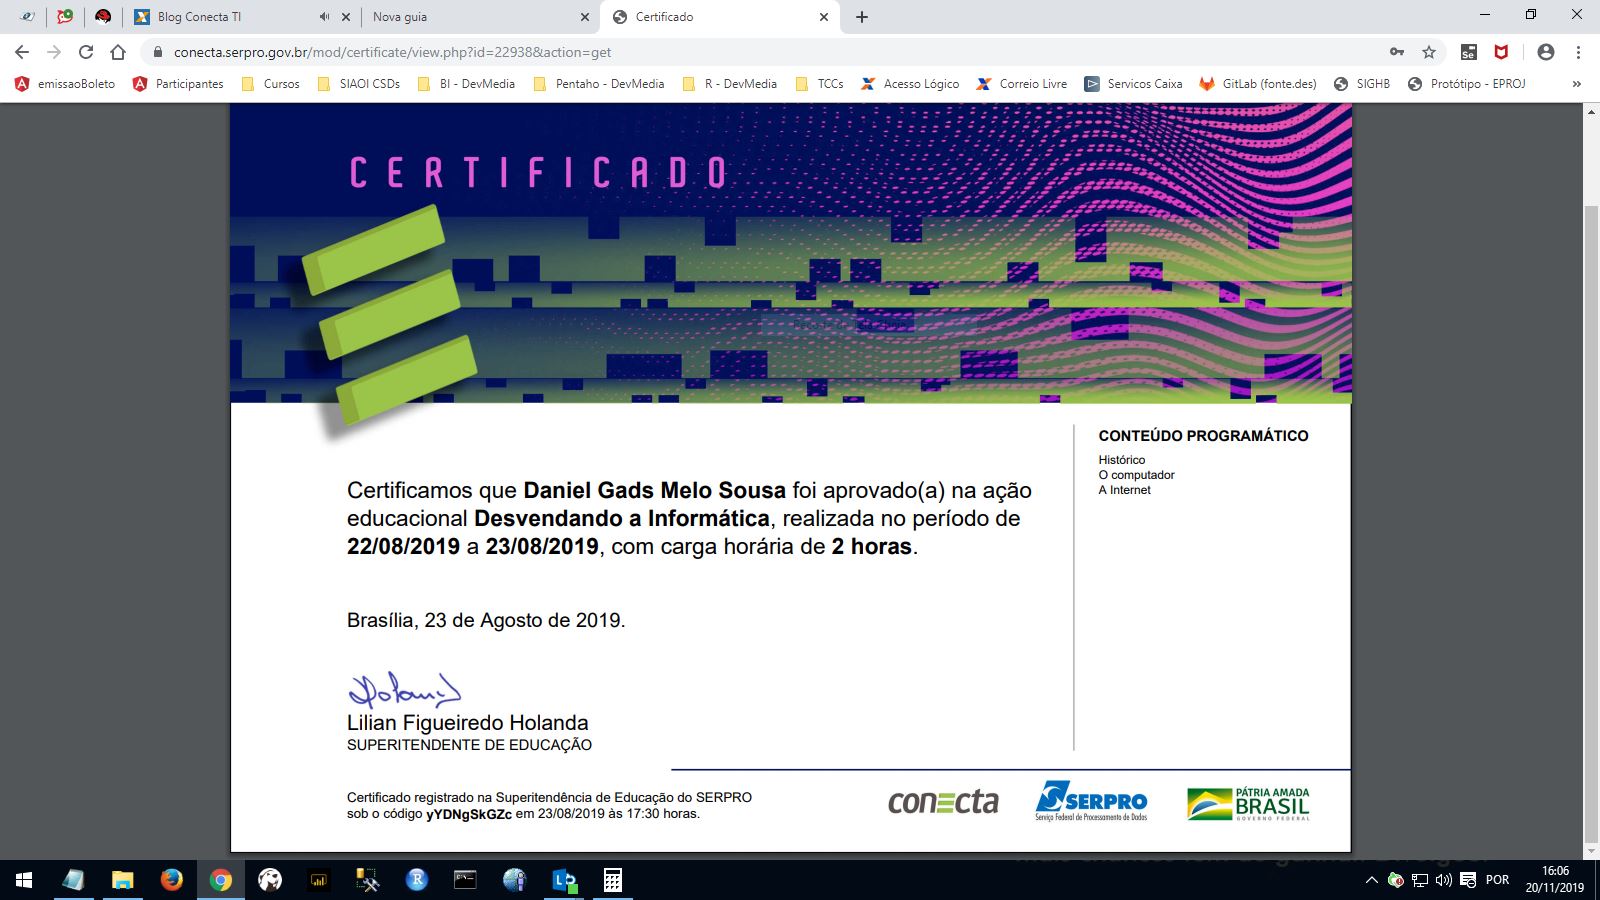 Blog Conecta TI
Nova guia
Certificado
conecta.serpro.gov.br/mod/certificate/view.php?id=22938&action=get
emissaoBoleto
Participantes
Cursos
SIAOI CSDs
BI - DevMedia
Pentaho - DevMedia
R - DevMedia
TCCs
Acesso Lógico
Correio Livre
Servicos Caixa
GitLab (fonte.des)
SIGHB
Protótipo - EPROJ
CERTIFICADO
Certificamos que Daniel Gads Melo Sousa foi aprovado(a) na ação
educacional Desvendando a Informática, realizada no período de
22/08/2019 a 23/08/2019, com carga horária de 2 horas.
Brasília, 23 de Agosto de 2019.
Lilian Figueiredo Holanda
SUPERITENDENTE DE EDUCAÇÃO
Certificado registrado na Superitendência de Educação do SERPRO
sob o código yYDNgSkGZc em 23/08/2019 às 17:30 horas.
CONTEÚDO PROGRAMÁTICO
Histórico
O computador
A Internet
conecta
SERPRO
Serviço Federal de Processamento de Dados
PÁTRIA AMADA
BRASIL
GOVERNO FEDERAL
POR
16:06
20/11/2019